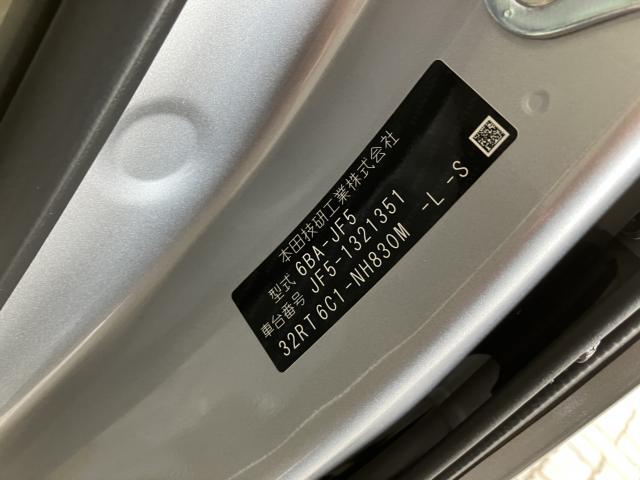 本田技研工業株式会社
型式 6BA-JF5
車台番号 JF5-1321351
32RT6C1-NH830M -L -S